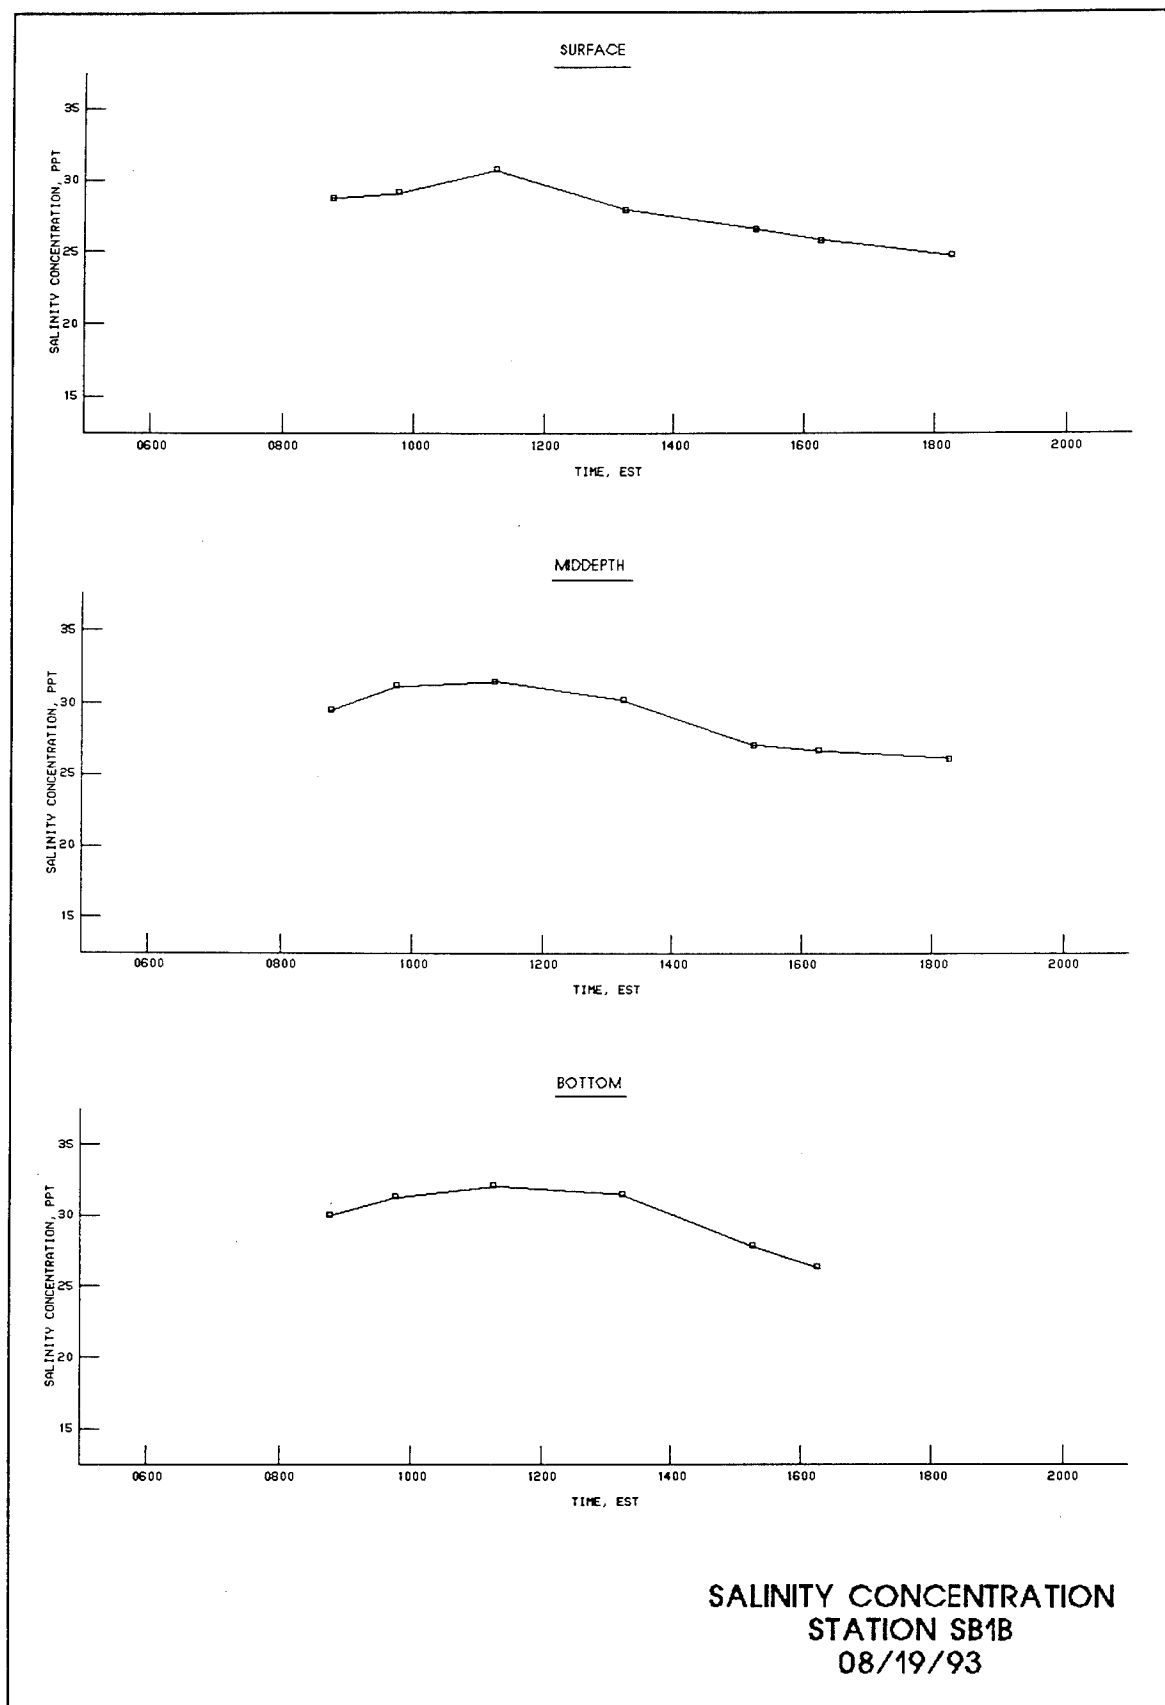 SURFACE
SALINITY CONCENTRATION, PPT
35
30
25
20
15
0600 0800 1000 1200 1400 1600 1800 2000
TIME, EST
MIDDEPTH
SALINITY CONCENTRATION, PPT
35
30
25
20
15
0600 0800 1000 1200 1400 1600 1800 2000
TIME, EST
BOTTOM
SALINITY CONCENTRATION, PPT
35
30
25
20
15
0600 0800 1000 1200 1400 1600 1800 2000
TIME, EST
SALINITY CONCENTRATION
STATION SB1B
08/19/93